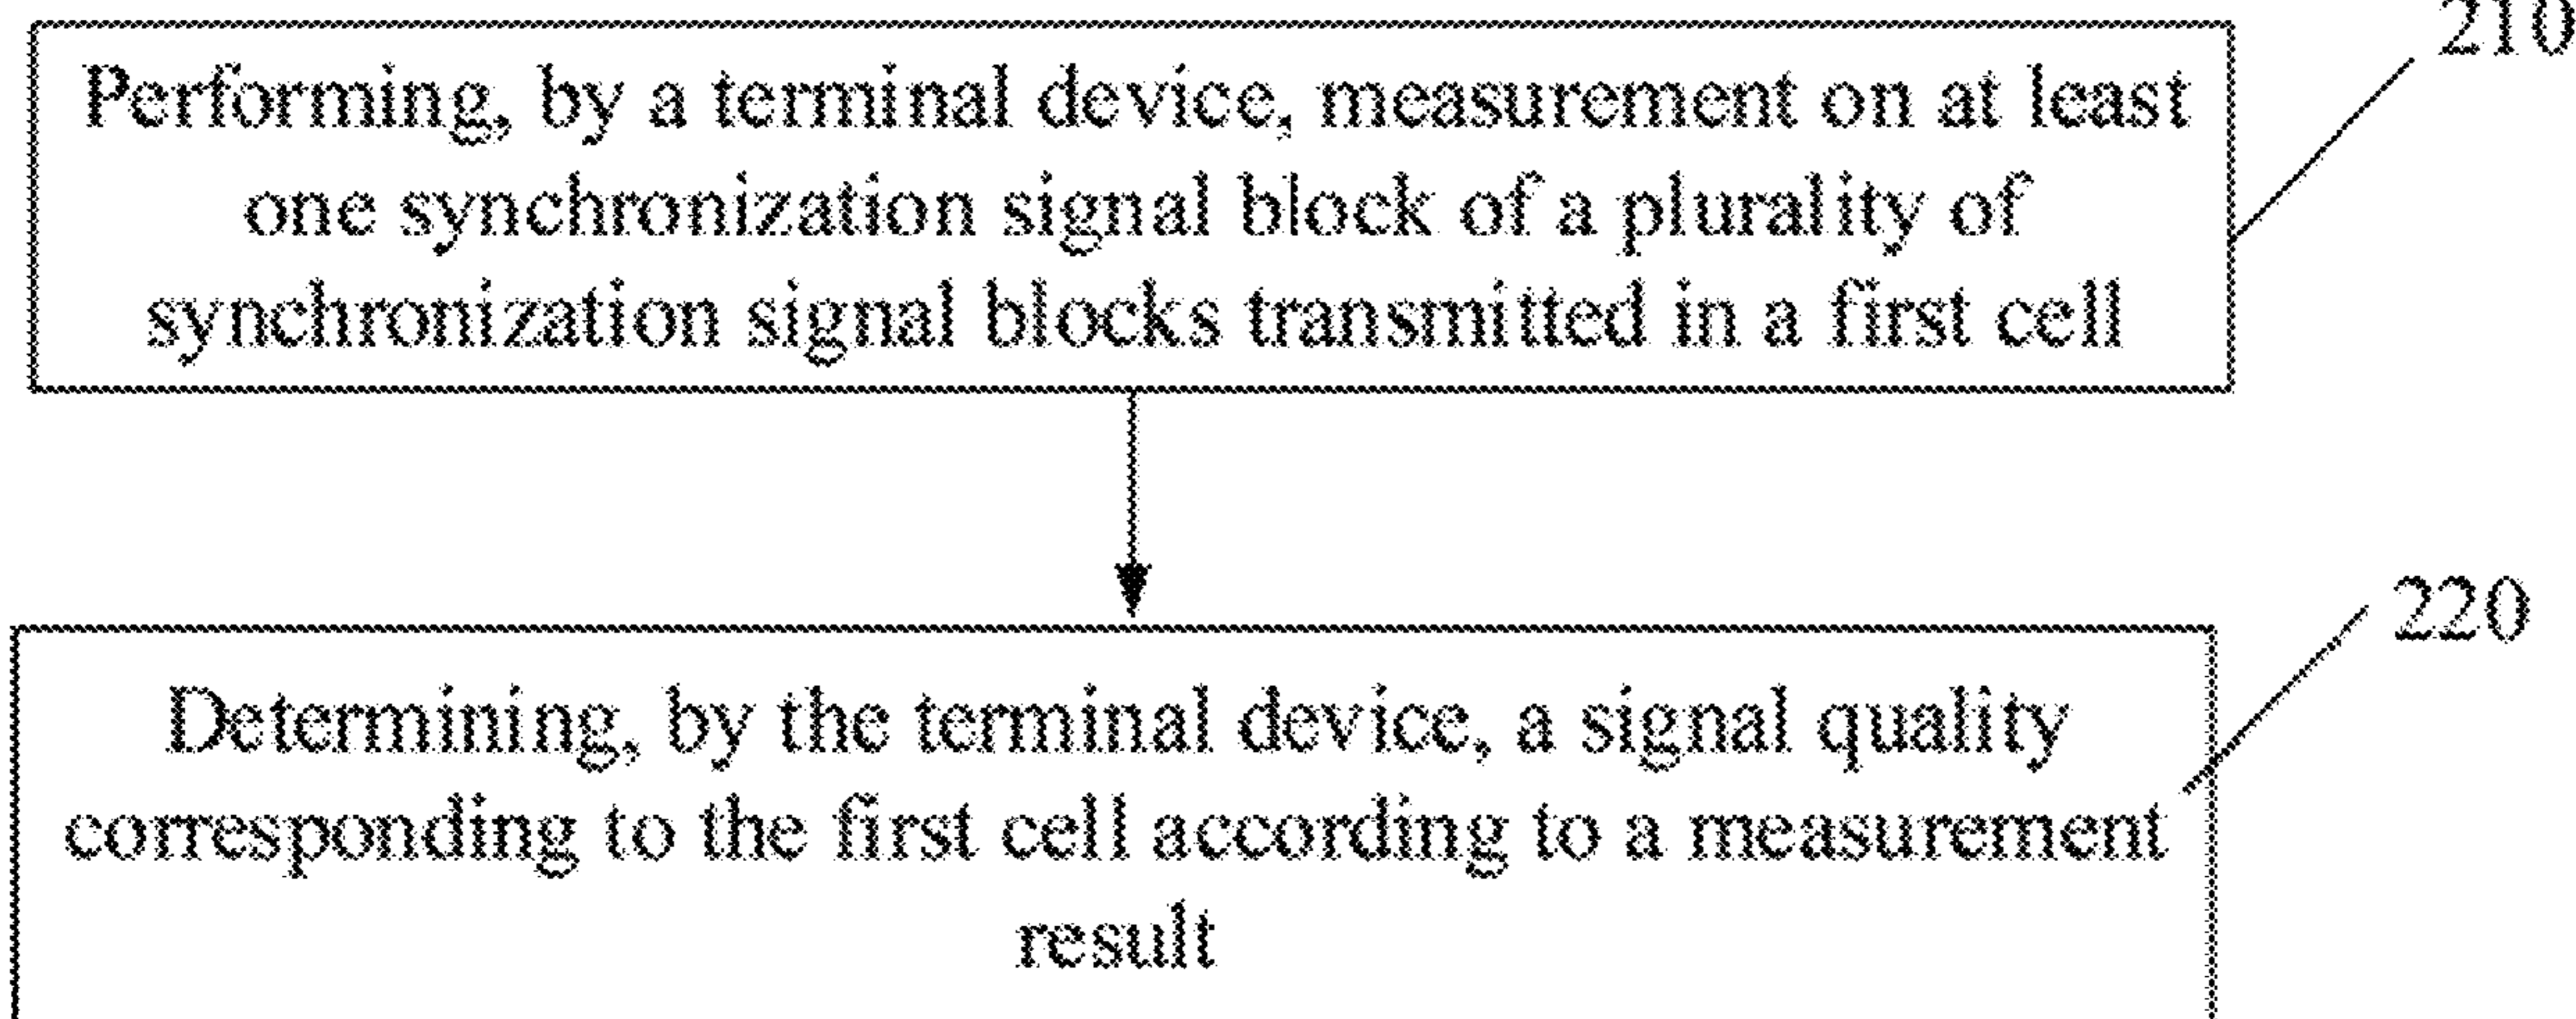 210
Performing, by a terminal device, measurement on at least
one synchronization signal block of a plurality of
synchronization signal blocks transmitted in a first cell
220
Determining, by the terminal device, a signal quality
corresponding to the first cell according to a measurement
result